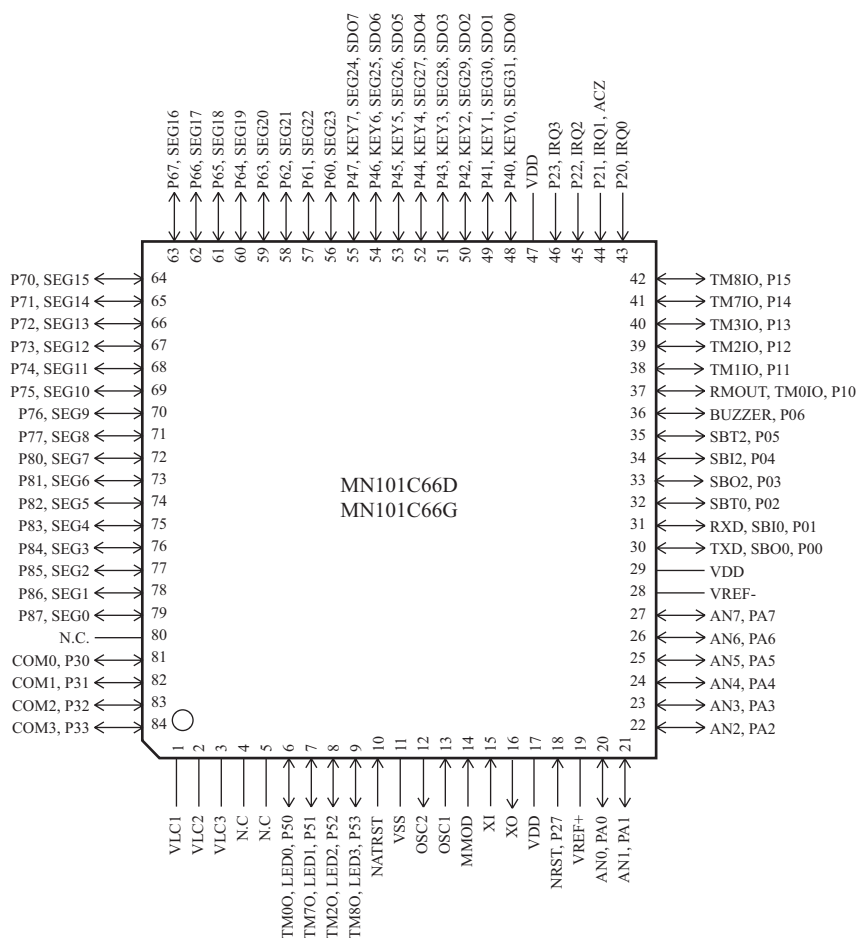 P67, SEG16
P66, SEG17
P65, SEG18
P64, SEG19
P63, SEG20
P62, SEG21
P61, SEG22
P60, SEG23
P47, KEY7, SEG24, SDO7
P46, KEY6, SEG25, SDO6
P45, KEY5, SEG26, SDO5
P44, KEY4, SEG27, SDO4
P43, KEY3, SEG28, SDO3
P42, KEY2, SEG29, SDO2
P41, KEY1, SEG30, SDO1
P40, KEY0, SEG31, SDO0
VDD
P23, IRQ3
P22, IRQ2
P21, IRQ1, ACZ
P20, IRQ0
63 62 61 60 59 58 57 56 55 54 53 52 51 50 49 48 47 46 45 44 43
P70, SEG15 64
P71, SEG14 65
P72, SEG13 66
P73, SEG12 67
P74, SEG11 68
P75, SEG10 69
P76, SEG9 70
P77, SEG8 71
P80, SEG7 72
P81, SEG6 73
P82, SEG5 74
P83, SEG4 75
P84, SEG3 76
P85, SEG2 77
P86, SEG1 78
P87, SEG0 79
N.C. 80
COM0, P30 81
COM1, P31 82
COM2, P32 83
COM3, P33 84
MN101C66D
MN101C66G
42 TM8IO, P15
41 TM7IO, P14
40 TM3IO, P13
39 TM2IO, P12
38 TM1IO, P11
37 RMOUT, TM0IO, P10
36 BUZZER, P06
35 SBT2, P05
34 SBI2, P04
33 SBO2, P03
32 SBT0, P02
31 RXD, SBI0, P01
30 TXD, SBO0, P00
29 VDD
28 VREF-
27 AN7, PA7
26 AN6, PA6
25 AN5, PA5
24 AN4, PA4
23 AN3, PA3
22 AN2, PA2
1 2 3 4 5 6 7 8 9 10 11 12 13 14 15 16 17 18 19 20 21
VLC1
VLC2
VLC3
N.C
N.C
TM0O, LED0, P50
TM7O, LED1, P51
TM2O, LED2, P52
TM8O, LED3, P53
NATRST
VSS
OSC2
OSC1
MMOD
XI
XO
VDD
NRST, P27
VREF+
AN0, PA0
AN1, PA1